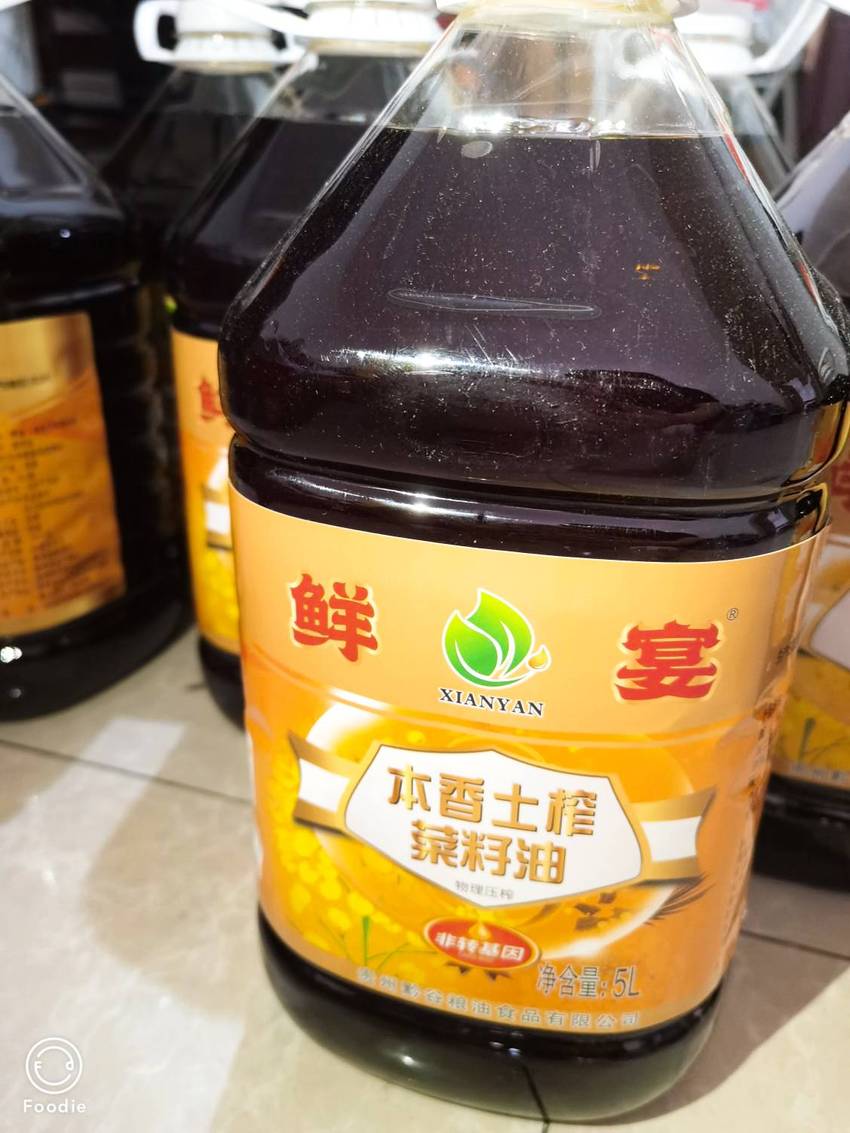 鲜 宴®
XIANYAN
本香土榨
菜籽油
物理压榨
非转基因
净含量:5L
贵州黔谷粮油食品有限公司
鲜
Foodie